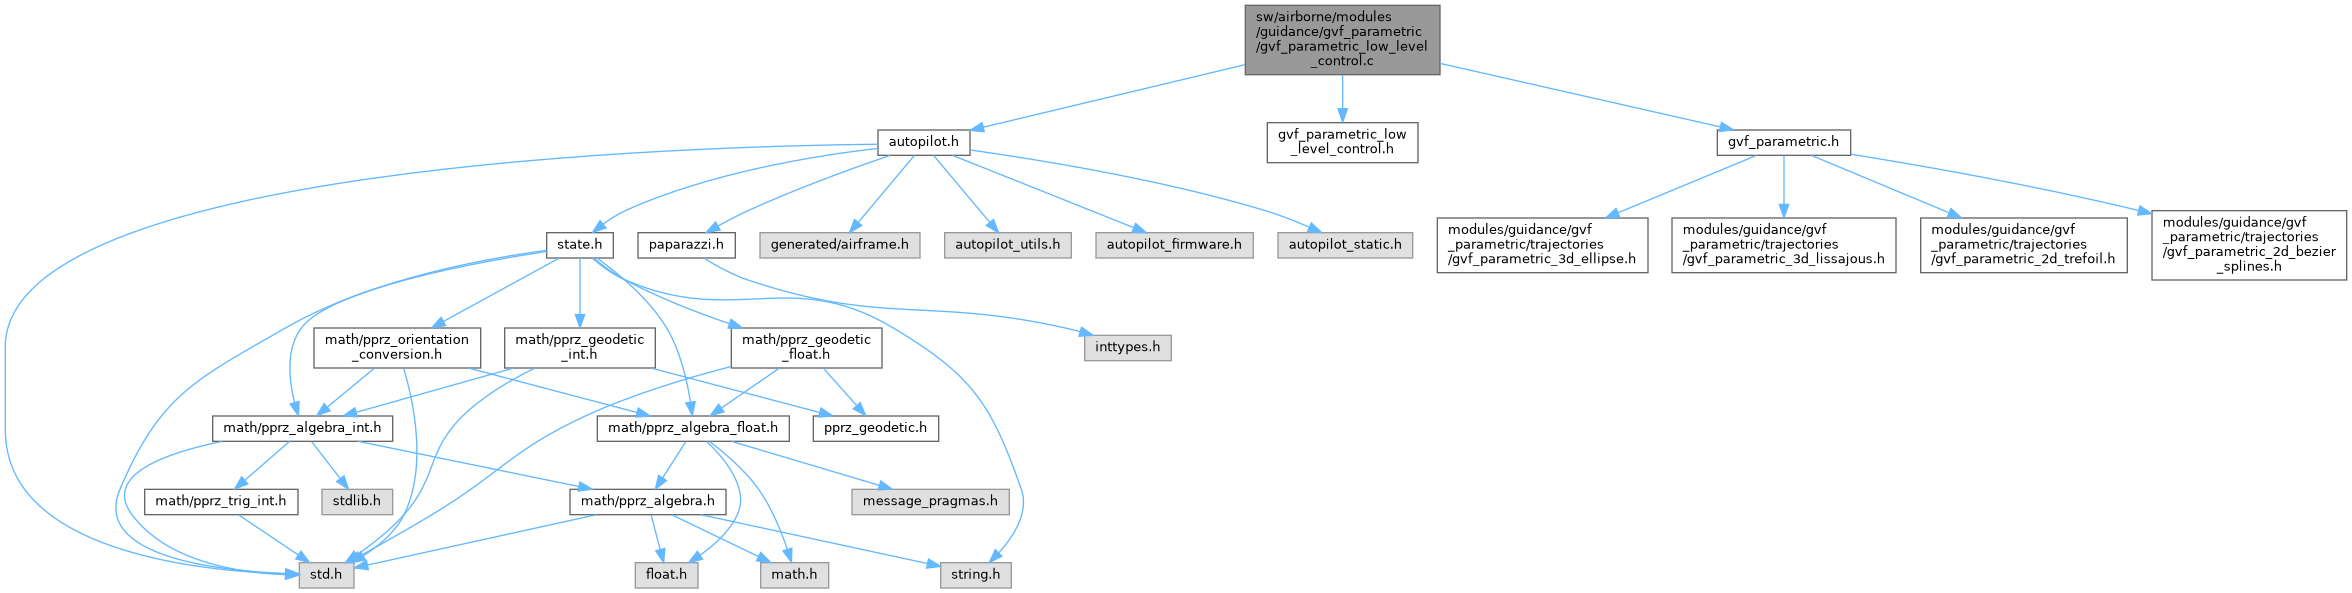 sw/airborne/modules
/guidance/gvf_parametric
/gvf_parametric_low_level
_control.c
autopilot.h
gvf_parametric_low
_level_control.h
gvf_parametric.h
state.h
paparazzi.h
generated/airframe.h
autopilot_utils.h
autopilot_firmware.h
autopilot_static.h
modules/guidance/gvf
_parametric/trajectories
/gvf_parametric_3d_ellipse.h
modules/guidance/gvf
_parametric/trajectories
/gvf_parametric_3d_lissajous.h
modules/guidance/gvf
_parametric/trajectories
/gvf_parametric_2d_trefoil.h
modules/guidance/gvf
_parametric/trajectories
/gvf_parametric_2d_bezier
_splines.h
math/pprz_orientation
_conversion.h
math/pprz_geodetic
_int.h
math/pprz_geodetic
_float.h
inttypes.h
math/pprz_algebra_int.h
math/pprz_algebra_float.h
pprz_geodetic.h
math/pprz_trig_int.h
stdlib.h
math/pprz_algebra.h
message_pragmas.h
std.h
float.h
math.h
string.h